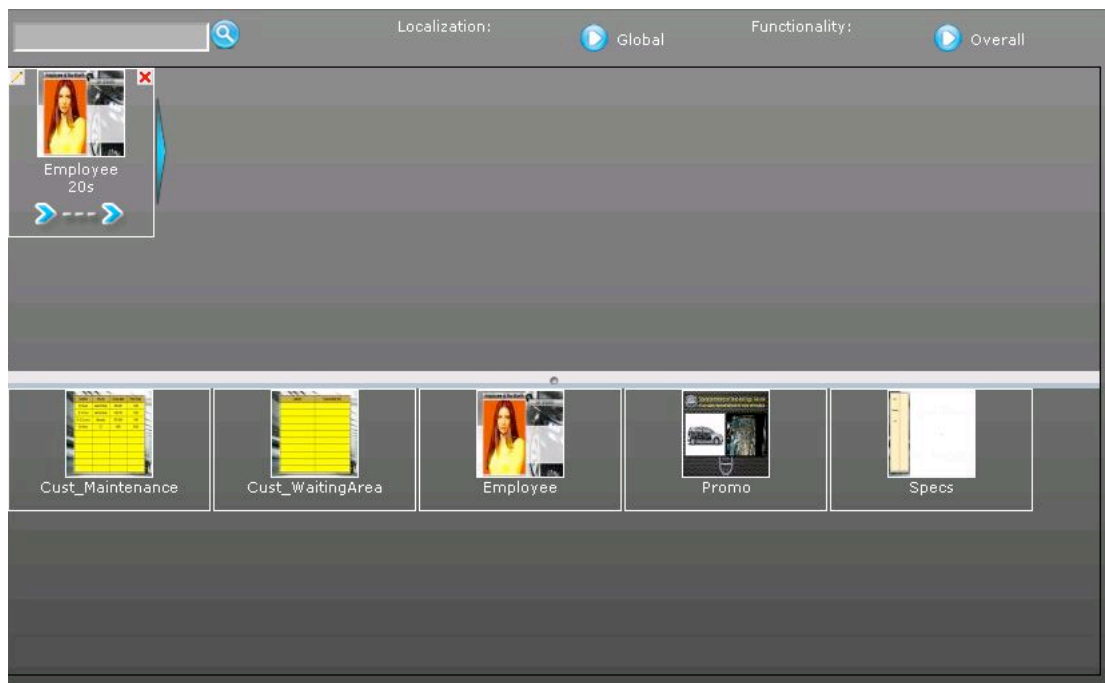 Localization:
Global
Functionality:
Overall
Employee
20s
Cust_Maintenance
Cust_WaitingArea
Employee
Promo
Specs